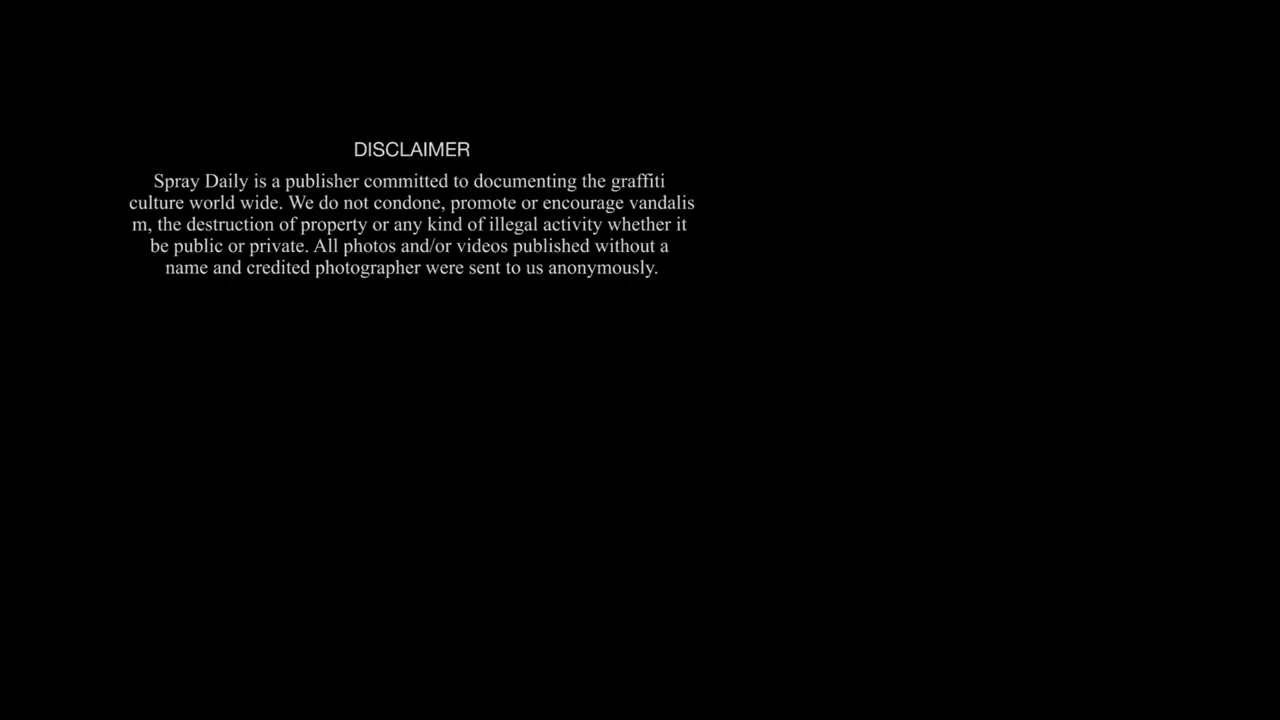 DISCLAIMER
Spray Daily is a publisher committed to documenting the graffiti
culture world wide. We do not condone, promote or encourage vandalis
m, the destruction of property or any kind of illegal activity whether it
be public or private. All photos and/or videos published without a
name and credited photographer were sent to us anonymously.